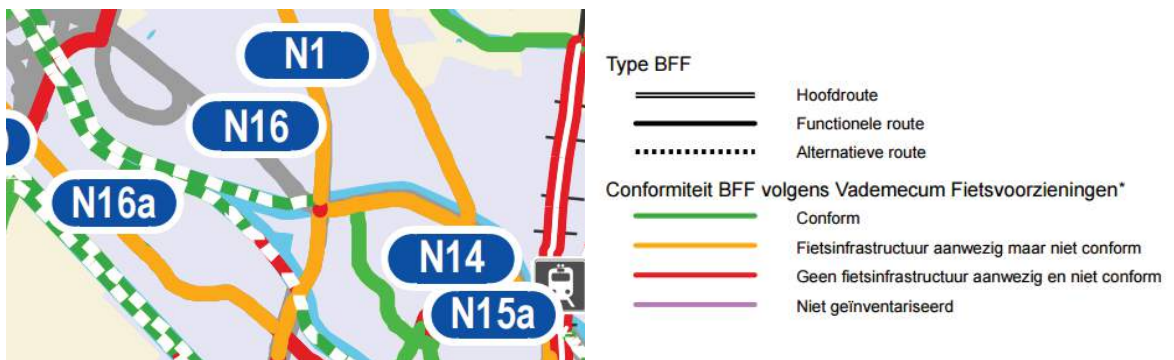 N1
N16
N16a
N14
N15a
Type BFF
Hoofdroute
Functionele route
Alternatieve route
Conformiteit BFF volgens Vademecum Fietsvoorzieningen*
Conform
Fietsinfrastructuur aanwezig maar niet conform
Geen fietsinfrastructuur aanwezig en niet conform
Niet geïnventariseerd